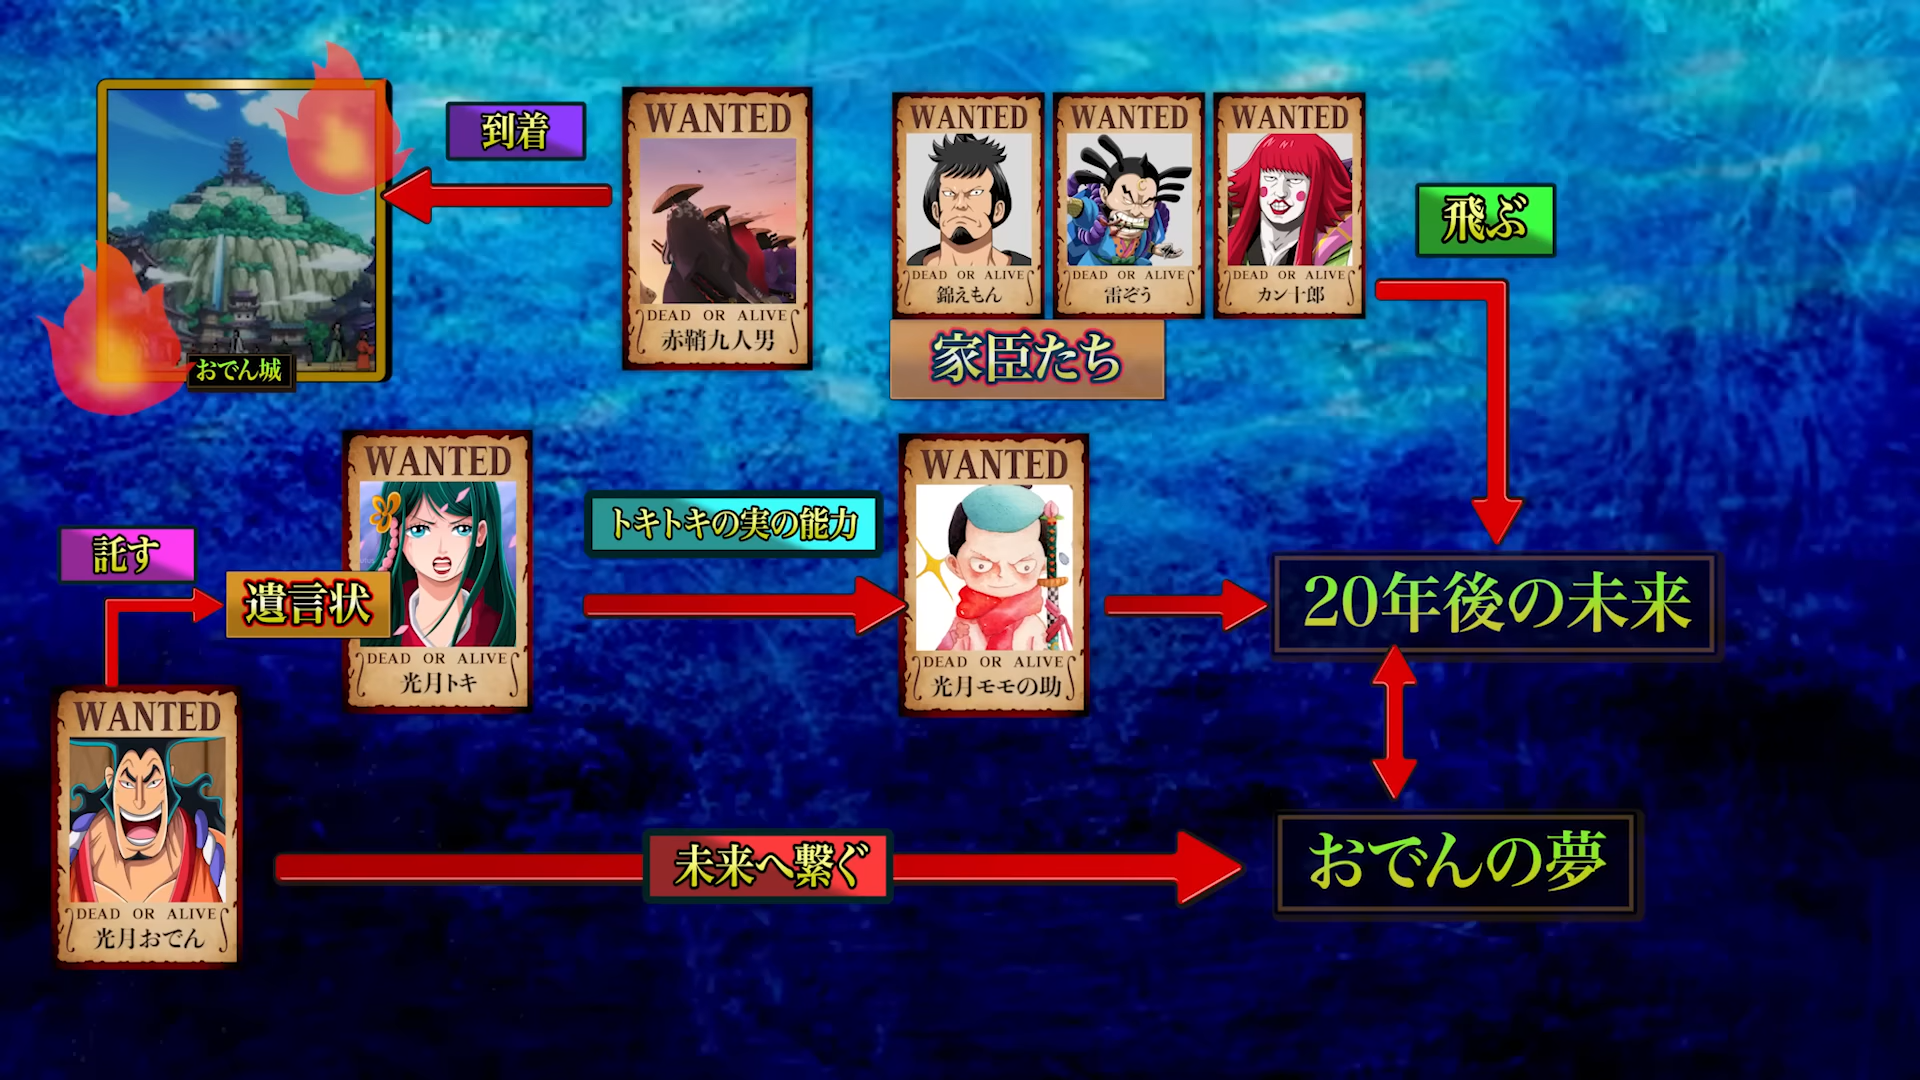 到着
WANTED
DEAD OR ALIVE
赤鞘九人男
WANTED
DEAD OR ALIVE
錦えもん
WANTED
DEAD OR ALIVE
雷ぞう
WANTED
DEAD OR ALIVE
カン十郎
飛ぶ
家臣たち
おでん城
託す
遺言状
WANTED
DEAD OR ALIVE
光月トキ
トキトキの実の能力
WANTED
DEAD OR ALIVE
光月モモの助
20年後の未来
WANTED
DEAD OR ALIVE
光月おでん
未来へ繋ぐ
おでんの夢